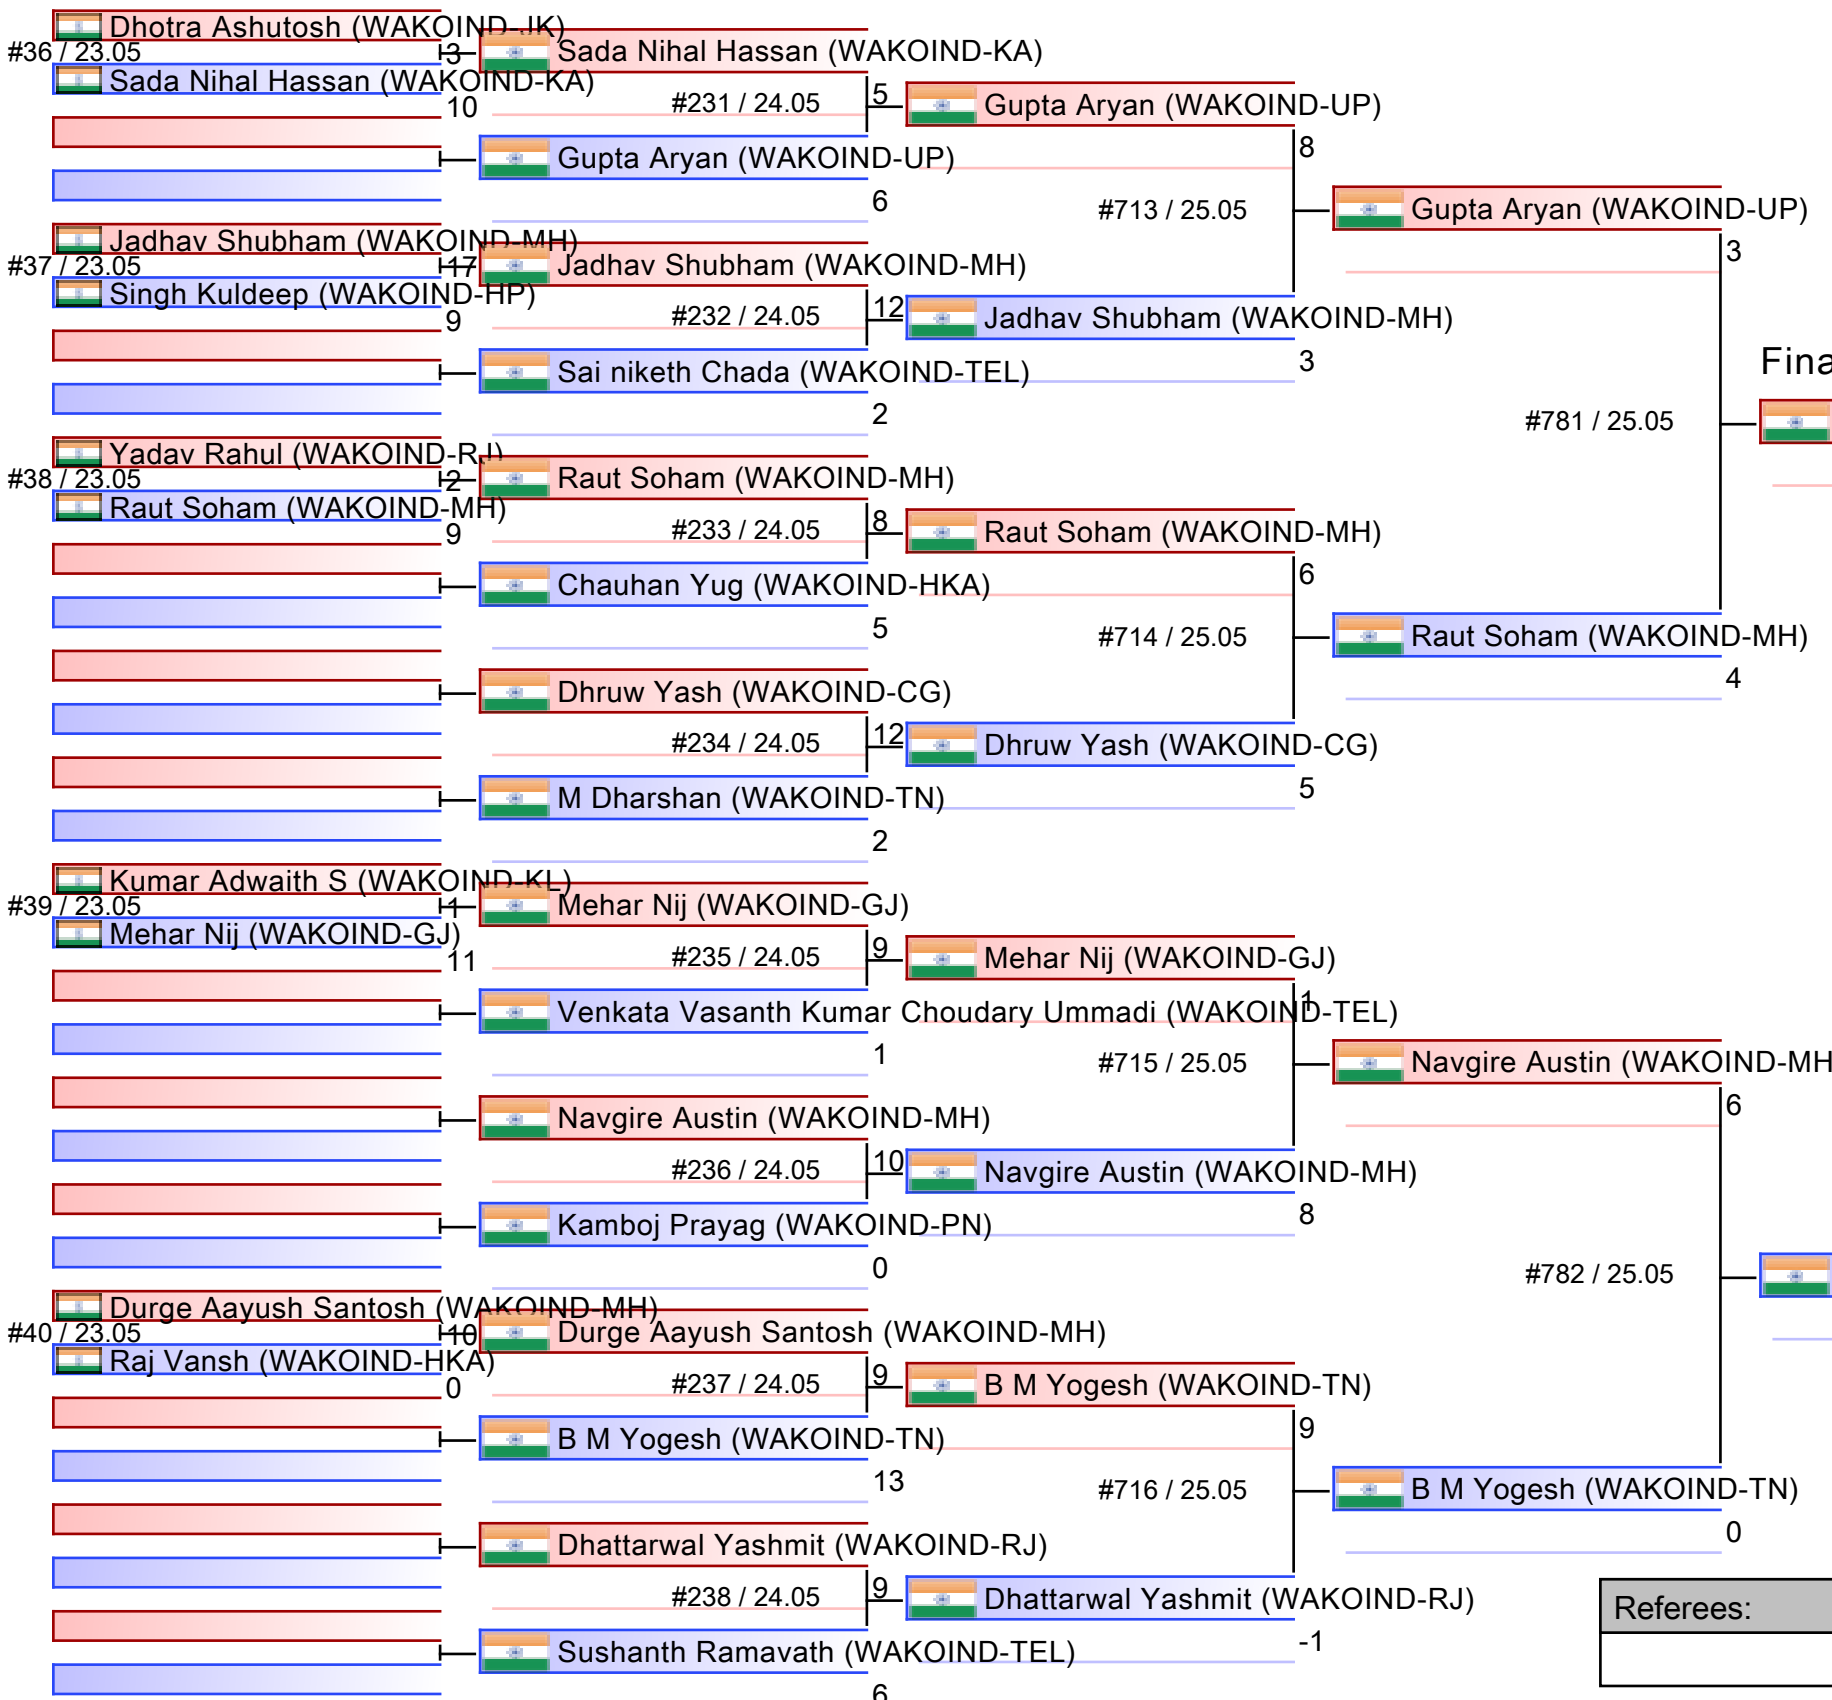 Dhotra Ashutosh (WAKOIND-JK)
#36 / 23.05
3
Sada Nihal Hassan (WAKOIND-KA)
10
Jadhav Shubham (WAKOIND-MH)
#37 / 23.05
17
Singh Kuldeep (WAKOIND-HP)
9
Yadav Rahul (WAKOIND-RJ)
#38 / 23.05
2
Raut Soham (WAKOIND-MH)
9
Kumar Adwaith S (WAKOIND-KL)
#39 / 23.05
1
Mehar Nij (WAKOIND-GJ)
11
Durge Aayush Santosh (WAKOIND-MH)
#40 / 23.05
10
Raj Vansh (WAKOIND-HKA)
0
Sada Nihal Hassan (WAKOIND-KA)
#231 / 24.05
5
Gupta Aryan (WAKOIND-UP)
6
Jadhav Shubham (WAKOIND-MH)
#232 / 24.05
12
Sai niketh Chada (WAKOIND-TEL)
2
Raut Soham (WAKOIND-MH)
#233 / 24.05
8
Chauhan Yug (WAKOIND-HKA)
5
Dhruw Yash (WAKOIND-CG)
#234 / 24.05
12
M Dharshan (WAKOIND-TN)
2
Mehar Nij (WAKOIND-GJ)
#235 / 24.05
9
Venkata Vasanth Kumar Choudary Ummadi (WAKOIND-TEL)
1
Navgire Austin (WAKOIND-MH)
#236 / 24.05
10
Kamboj Prayag (WAKOIND-PN)
0
Durge Aayush Santosh (WAKOIND-MH)
#237 / 24.05
9
B M Yogesh (WAKOIND-TN)
13
Dhattarwal Yashmit (WAKOIND-RJ)
#238 / 24.05
9
Sushanth Ramavath (WAKOIND-TEL)
6
Gupta Aryan (WAKOIND-UP)
8
#713 / 25.05
Jadhav Shubham (WAKOIND-MH)
3
Raut Soham (WAKOIND-MH)
6
#714 / 25.05
Dhruw Yash (WAKOIND-CG)
5
Mehar Nij (WAKOIND-GJ)
1
#715 / 25.05
Navgire Austin (WAKOIND-MH)
8
B M Yogesh (WAKOIND-TN)
9
#716 / 25.05
Dhattarwal Yashmit (WAKOIND-RJ)
-1
Gupta Aryan (WAKOIND-UP)
3
#781 / 25.05
Raut Soham (WAKOIND-MH)
4
Navgire Austin (WAKOIND-MH
6
#782 / 25.05
B M Yogesh (WAKOIND-TN)
0
Fina
Referees: